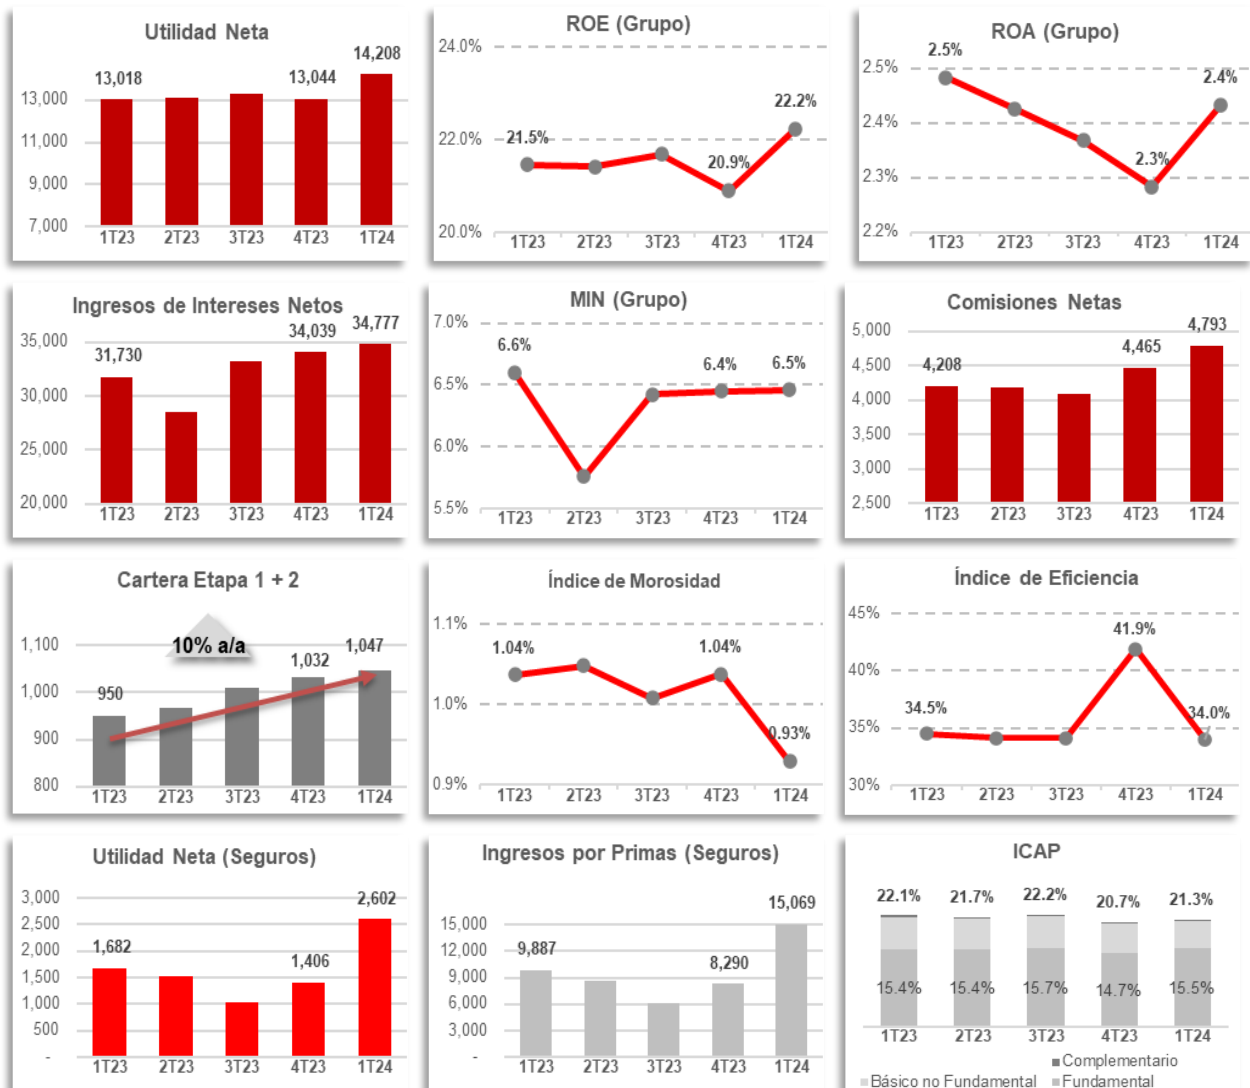 Utilidad Neta
14,208
13,018
13,044
13,000
11,000
9,000
7,000
1T23 2T23 3T23 4T23 1T24
ROE (Grupo)
24.0%
22.2%
22.0%
21.5%
20.9%
20.0%
1T23 2T23 3T23 4T23 1T24
ROA (Grupo)
2.5%
2.5%
2.4%
2.4%
2.3%
2.3%
2.2%
1T23 2T23 3T23 4T23 1T24
Ingresos de Intereses Netos
34,039 34,777
35,000
31,730
30,000
25,000
20,000
1T23 2T23 3T23 4T23 1T24
MIN (Grupo)
7.0%
6.6%
6.4% 6.5%
6.5%
6.0%
5.5%
1T23 2T23 3T23 4T23 1T24
Comisiones Netas
5,000
4,793
4,500
4,465
4,208
4,000
3,500
3,000
2,500
1T23 2T23 3T23 4T23 1T24
Cartera Etapa 1 + 2
10% a/a
1,100
1,047
1,032
1,000
950
900
800
1T23 2T23 3T23 4T23 1T24
Índice de Morosidad
1.1%
1.04%
1.04%
1.0%
0.93%
0.9%
1T23 2T23 3T23 4T23 1T24
Índice de Eficiencia
45%
41.9%
40%
34.5%
34.0%
35%
30%
1T23 2T23 3T23 4T23 1T24
Utilidad Neta (Seguros)
3,000
2,602
2,500
2,000
1,682
1,500
1,406
1,000
500
-
1T23 2T23 3T23 4T23 1T24
Ingresos por Primas (Seguros)
15,069
15,000
12,000
9,887
9,000
8,290
6,000
3,000
-
1T23 2T23 3T23 4T23 1T24
ICAP
22.1% 21.7% 22.2% 20.7% 21.3%
15.4% 15.4% 15.7% 14.7% 15.5%
1T23 2T23 3T23 4T23 1T24
Complementario
Básico no Fundamental Fundamental